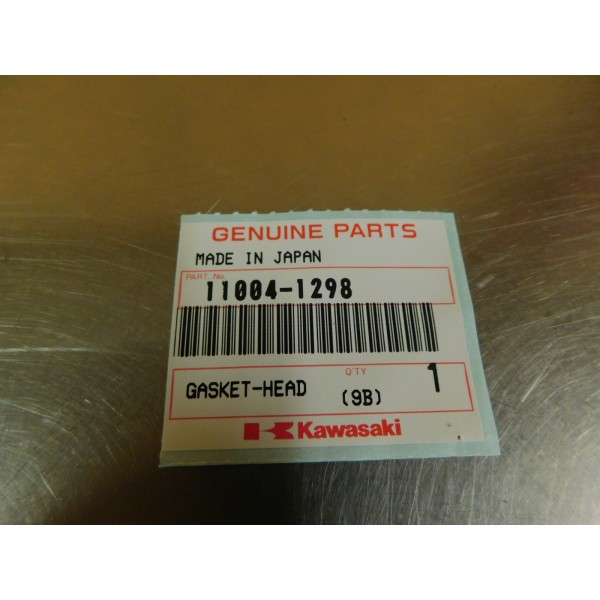 GENUINE PARTS
MADE IN JAPAN
PART. No.
11004-1298
Q'TY
GASKET-HEAD (9B) 1
Kawasaki